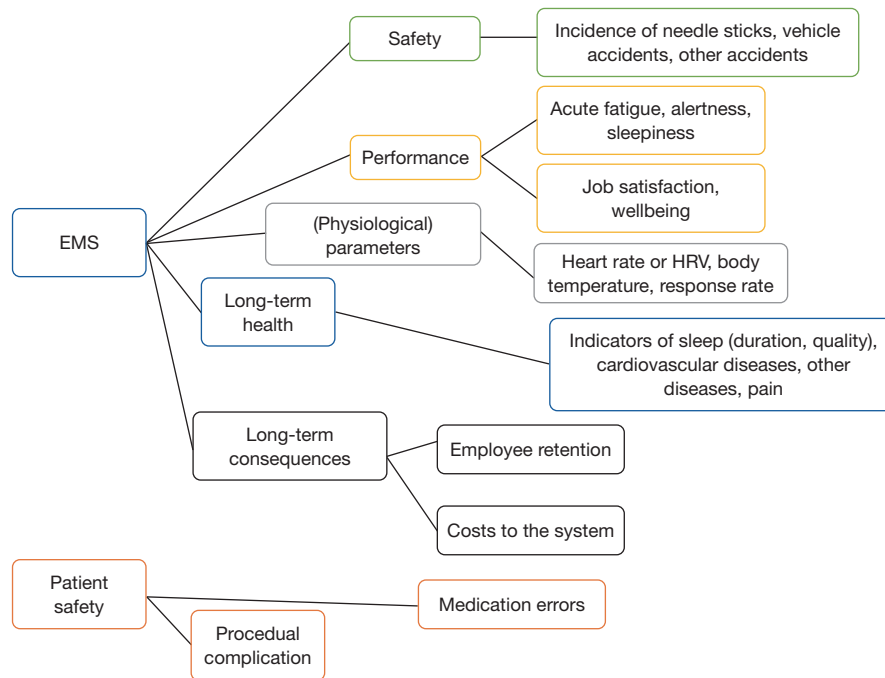 Safety
Incidence of needle sticks, vehicle
accidents, other accidents
Acute fatigue, alertness,
sleepiness
Performance
Job satisfaction,
wellbeing
EMS
(Physiological)
parameters
Heart rate or HRV, body
temperature, response rate
Long-term
health
Indicators of sleep (duration, quality),
cardiovascular diseases, other
diseases, pain
Long-term
consequences
Employee retention
Costs to the system
Patient
safety
Medication errors
Procedual
complication